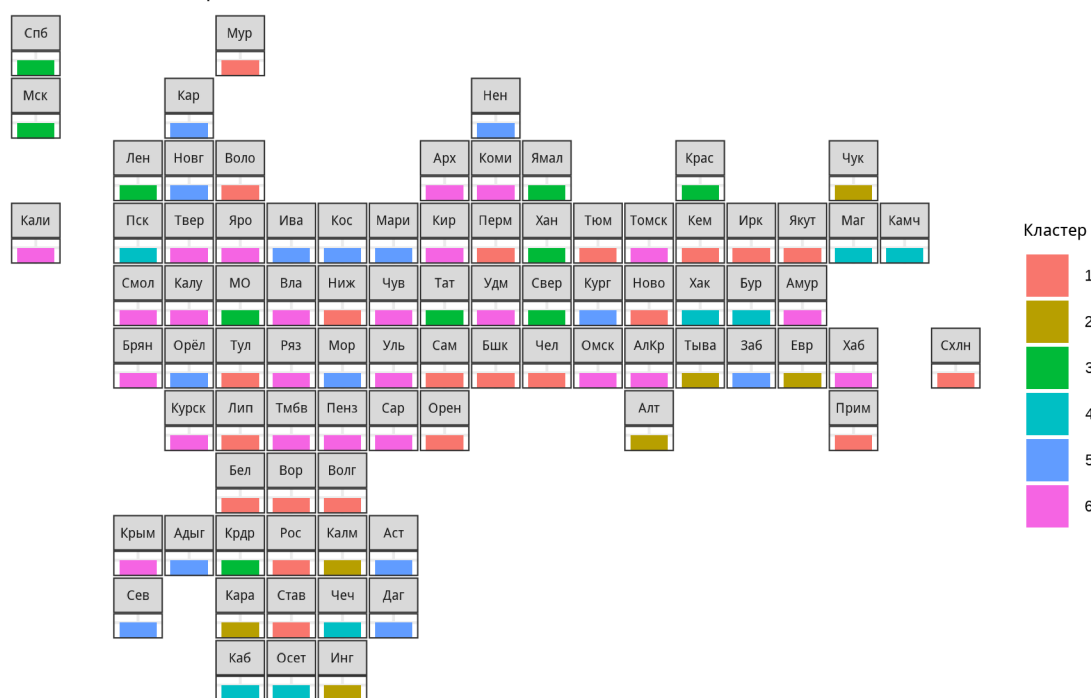 Спб Мур
Мск Кар Нен
Лен Новг Воло Арх Коми Ямал Крас Чук
Кали Пск Твер Яро Ива Кос Мари Кир Перм Хан Тюм Томск Кем Ирк Якут Маг Камч
Кластер
1
2
3
4
5
6
Смол Калу МО Вла Ниж Чув Тат Удм Свер Кург Ново Хак Бур Амур
Брян Орёл Тул Ряз Мор Уль Сам Бшк Чел Омск АлКр Тыва Заб Евр Хаб Схлн
Курск Лип Тмбв Пенз Сар Орен Алт Прим
Бел Вор Волг
Крым Адыг Крдр Рос Калм Аст
Сев Кара Став Чеч Даг
Каб Осет Инг